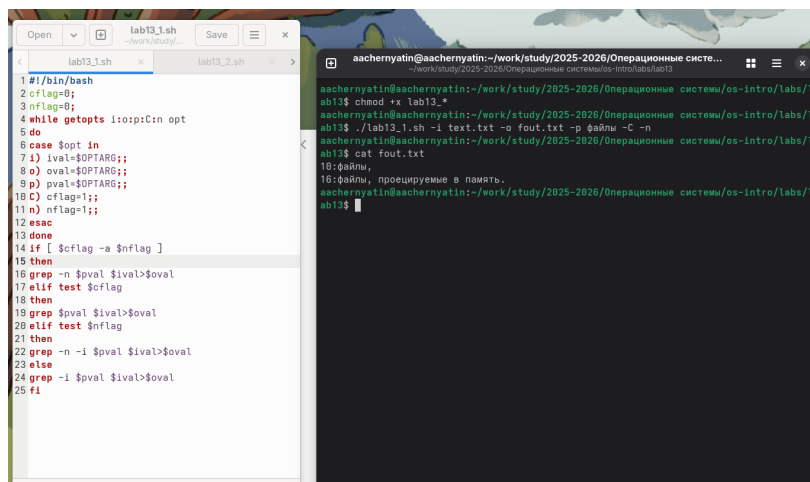 Open
lab13_1.sh
~/work/study/...
Save
lab13_1.sh
lab13_2.sh
1 #!/bin/bash
2 cflag=0;
3 nflag=0;
4 while getopts i:o:p:C:n opt
5 do
6 case $opt in
7 i) ival=$OPTARG;;
8 o) oval=$OPTARG;;
9 p) pval=$OPTARG;;
10 C) cflag=1;;
11 n) nflag=1;;
12 esac
13 done
14 if [ $cflag -a $nflag ]
15 then
16 grep -n $pval $ival>$oval
17 elif test $cflag
18 then
19 grep $pval $ival>$oval
20 elif test $nflag
21 then
22 grep -n -i $pval $ival>$oval
23 else
24 grep -i $pval $ival>$oval
25 fi
aachernyatin@aachernyatin:~/work/study/2025-2026/Операционные систе...
~/work/study/2025-2026/Операционные системы/os-intro/labs/lab13
aachernyatin@aachernyatin:~/work/study/2025-2026/Операционные системы/os-intro/labs/l
ab13$ chmod +x lab13_*
aachernyatin@aachernyatin:~/work/study/2025-2026/Операционные системы/os-intro/labs/l
ab13$ ./lab13_1.sh -i text.txt -o fout.txt -p файлы -C -n
aachernyatin@aachernyatin:~/work/study/2025-2026/Операционные системы/os-intro/labs/l
ab13$ cat fout.txt
10:файлы,
16:файлы, проецируемые в память.
aachernyatin@aachernyatin:~/work/study/2025-2026/Операционные системы/os-intro/labs/l
ab13$